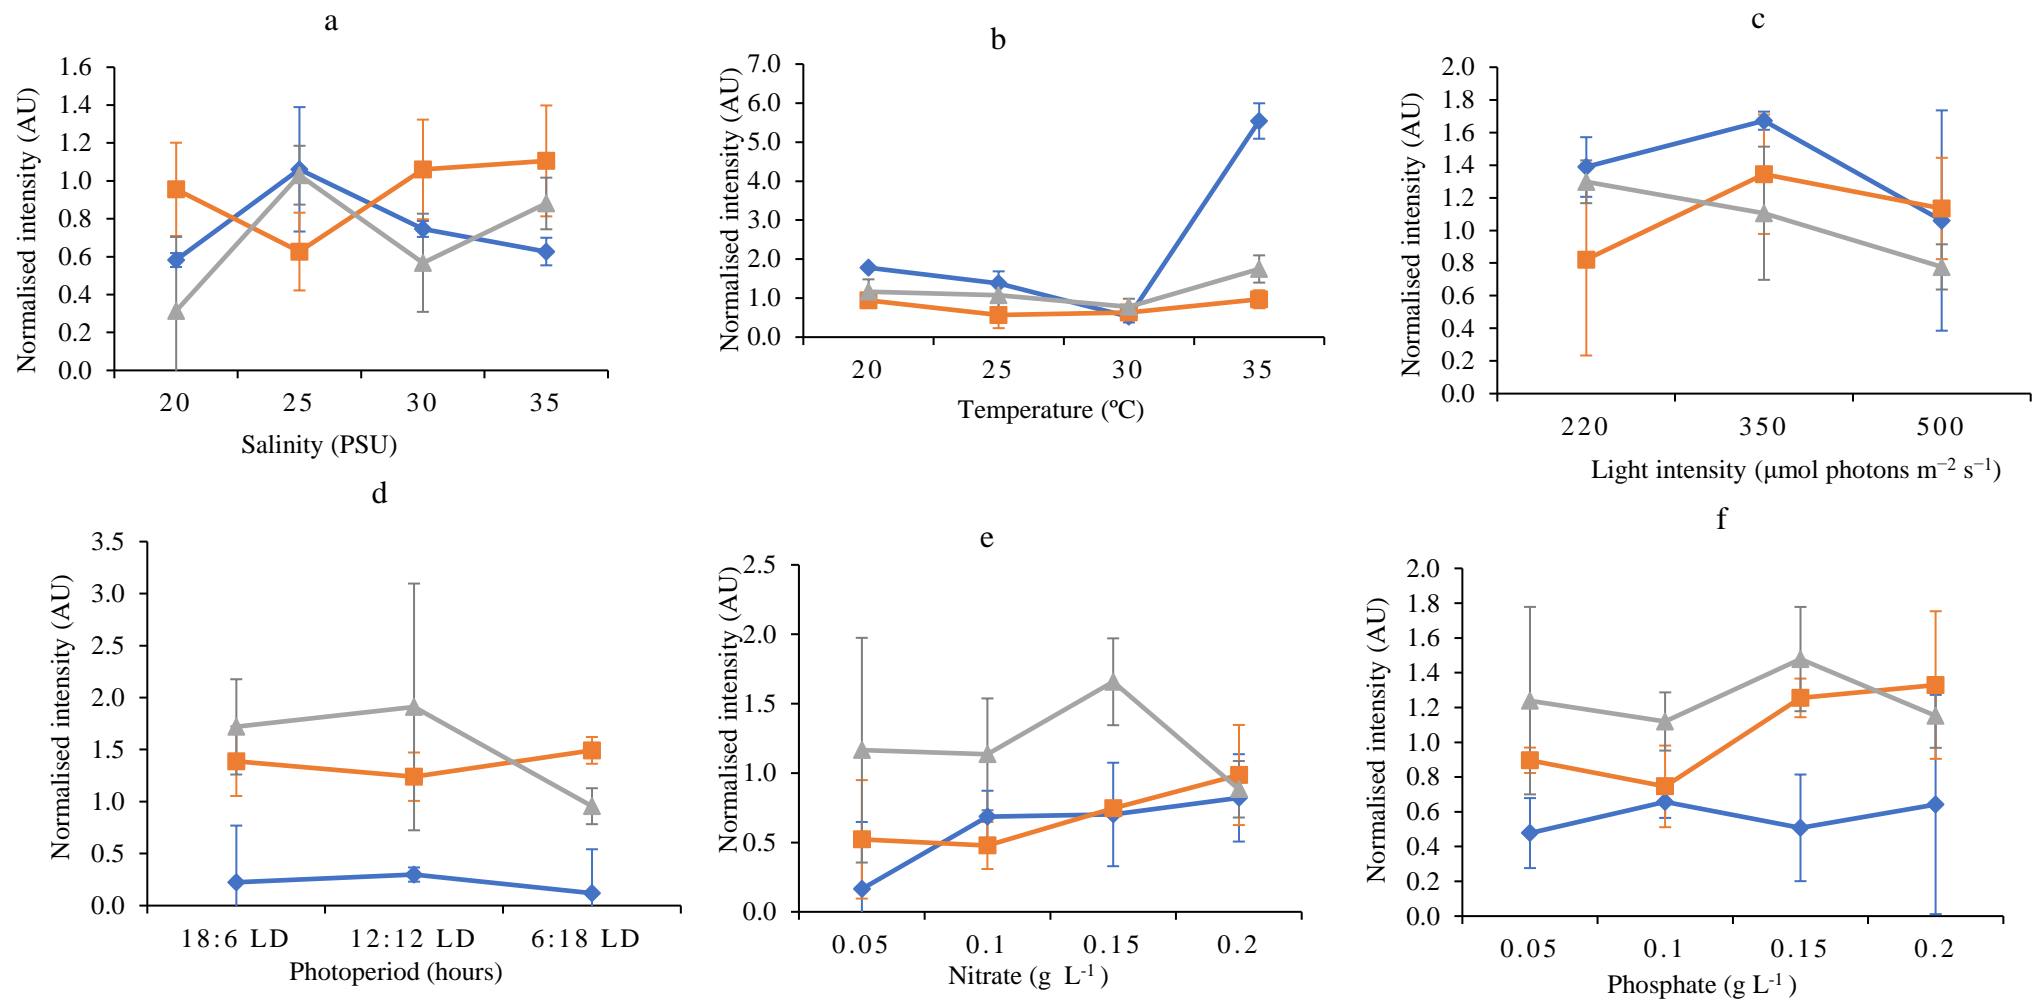 a
Normalised intensity (AU)
1.6
1.4
1.2
1.0
0.8
0.6
0.4
0.2
0.0
20 25 30 35
Salinity (PSU)
b
Normalised intensity (AU)
7.0
6.0
5.0
4.0
3.0
2.0
1.0
0.0
20 25 30 35
Temperature (ºC)
c
Normalised intensity (AU)
2.0
1.8
1.6
1.4
1.2
1.0
0.8
0.6
0.4
0.2
0.0
220 350 500
Light intensity (μmol photons m⁻² s⁻¹)
d
Normalised intensity (AU)
3.5
3.0
2.5
2.0
1.5
1.0
0.5
0.0
18:6 LD 12:12 LD 6:18 LD
Photoperiod (hours)
e
Normalised intensity (AU)
2.5
2.0
1.5
1.0
0.5
0.0
0.05 0.1 0.15 0.2
Nitrate (g L⁻¹)
f
Normalised intensity (AU)
2.0
1.8
1.6
1.4
1.2
1.0
0.8
0.6
0.4
0.2
0.0
0.05 0.1 0.15 0.2
Phosphate (g L⁻¹)